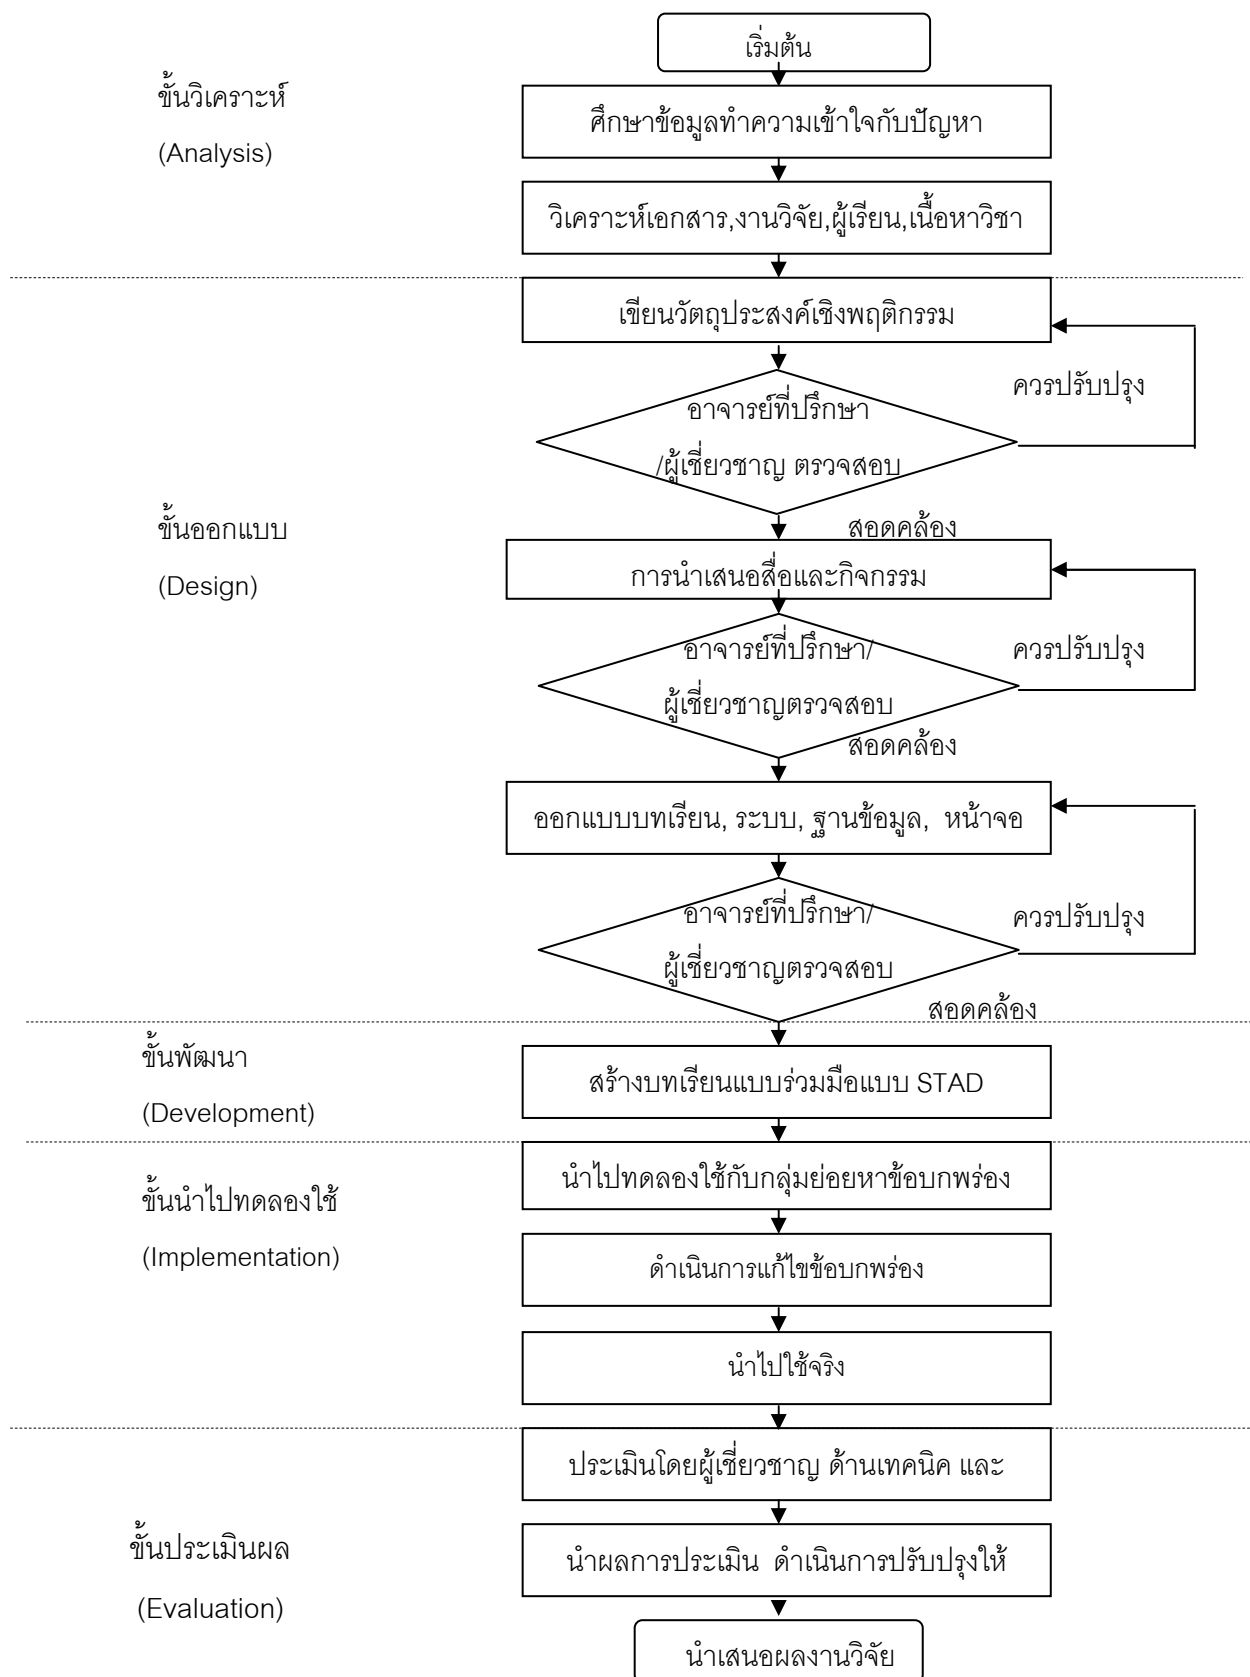 เริ่มต้น
ขั้นวิเคราะห์
(Analysis)
ศึกษาข้อมูลทำความเข้าใจกับปัญหา
วิเคราะห์เอกสาร,งานวิจัย,ผู้เรียน,เนื้อหาวิชา
เขียนวัตถุประสงค์เชิงพฤติกรรม
ควรปรับปรุง
อาจารย์ที่ปรึกษา
/ผู้เชี่ยวชาญ ตรวจสอบ
สอดคล้อง
ขั้นออกแบบ
(Design)
การนำเสนอสื่อและกิจกรรม
อาจารย์ที่ปรึกษา/
ควรปรับปรุง
ผู้เชี่ยวชาญตรวจสอบ
สอดคล้อง
ออกแบบบทเรียน, ระบบ, ฐานข้อมูล, หน้าจอ
อาจารย์ที่ปรึกษา/
ควรปรับปรุง
ผู้เชี่ยวชาญตรวจสอบ
สอดคล้อง
ขั้นพัฒนา
(Development)
สร้างบทเรียนแบบร่วมมือแบบ STAD
ขั้นนำไปทดลองใช้
(Implementation)
นำไปทดลองใช้กับกลุ่มย่อยหาข้อบกพร่อง
ดำเนินการแก้ไขข้อบกพร่อง
นำไปใช้จริง
ประเมินโดยผู้เชี่ยวชาญ ด้านเทคนิค และ
ขั้นประเมินผล
(Evaluation)
นำผลการประเมิน ดำเนินการปรับปรุงให้
นำเสนอผลงานวิจัย